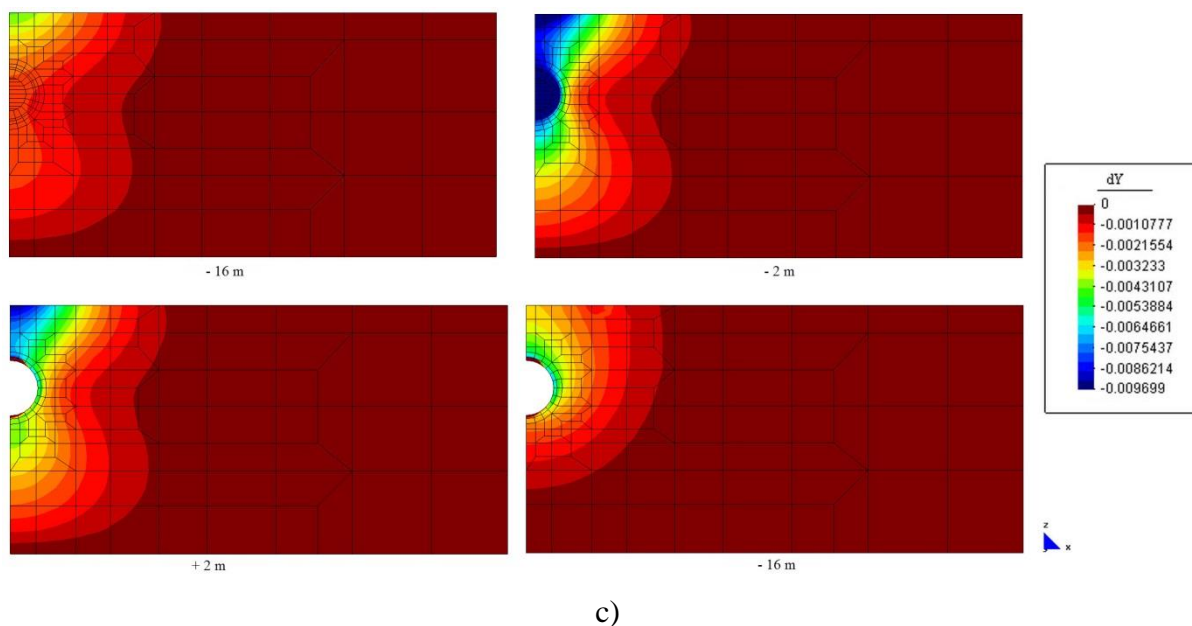 - 16 m
- 2 m
+ 2 m
- 16 m
dY
0
-0.0010777
-0.0021554
-0.003233
-0.0043107
-0.0053884
-0.0064661
-0.0075437
-0.0086214
-0.009699
z
x
c)